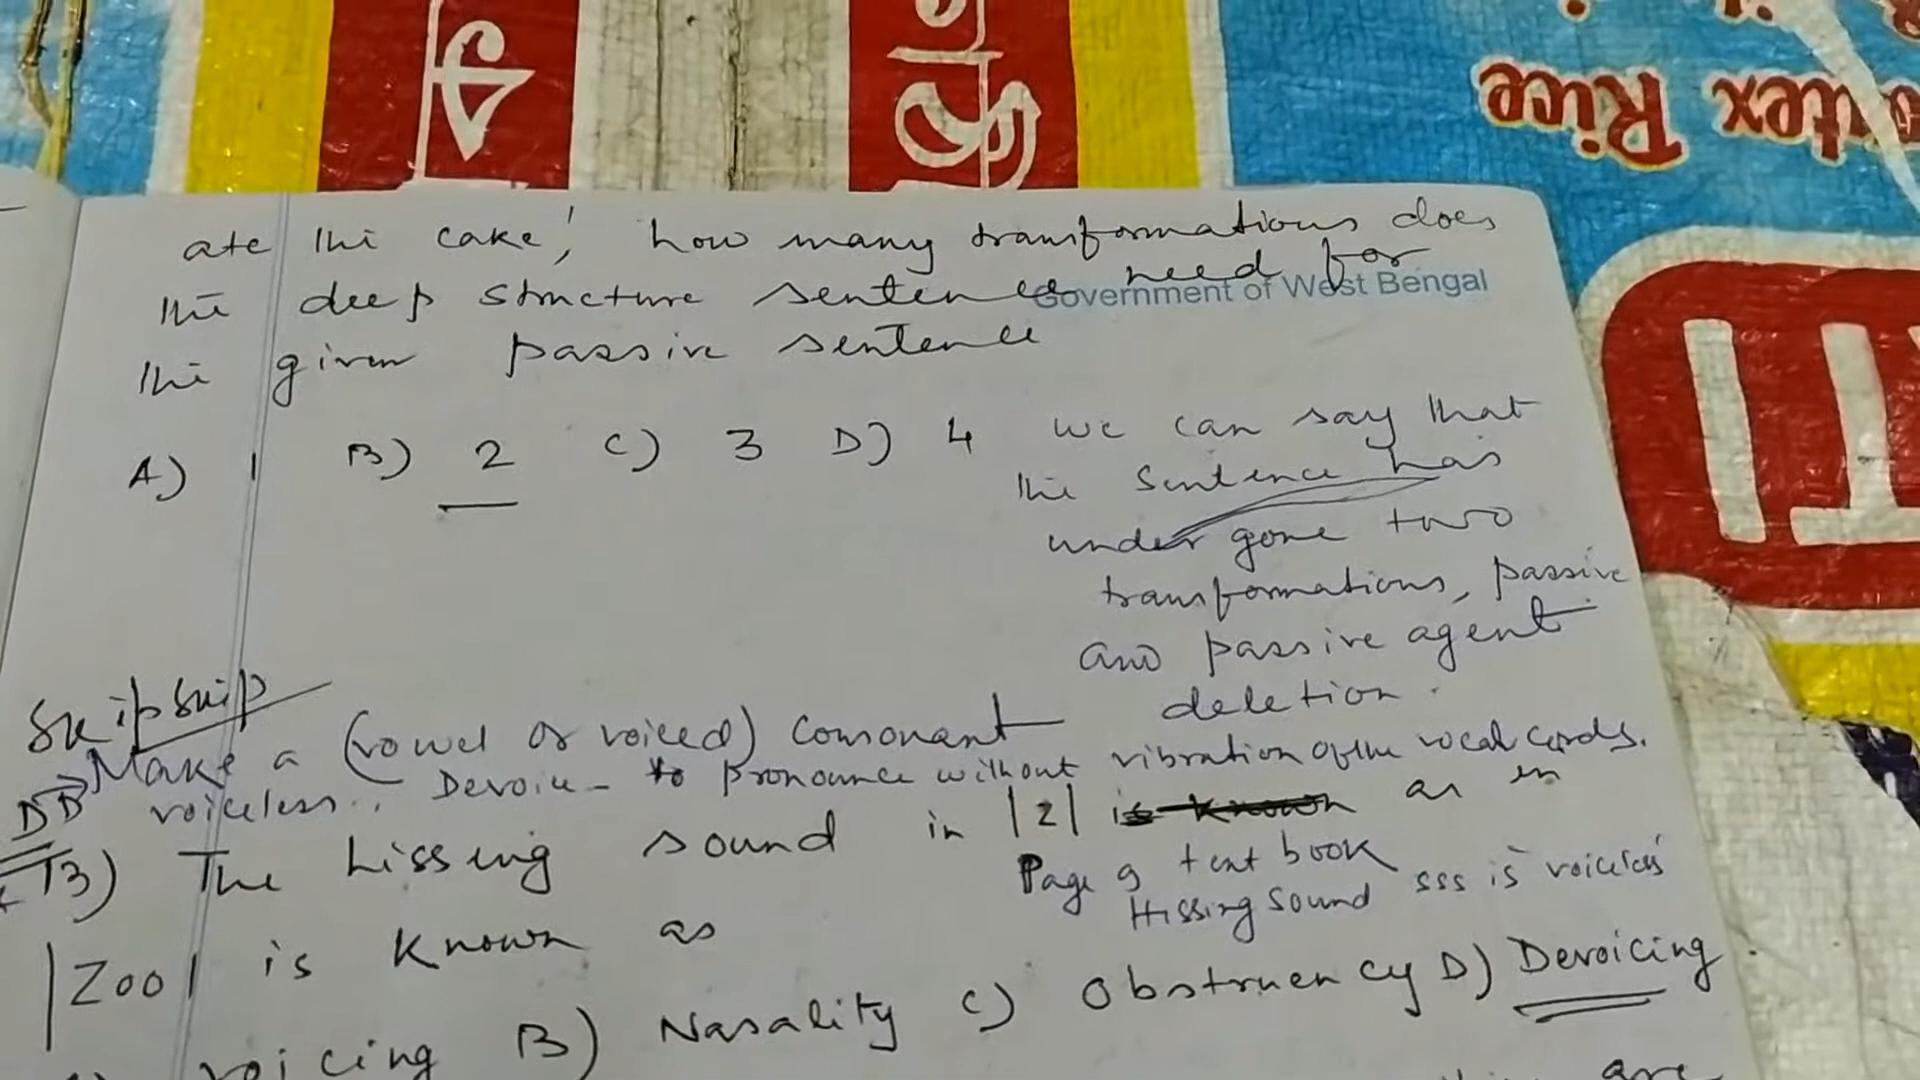 ate the cake', how many transformations does
the deep structure sentence need for
Government of West Bengal
the given passive sentence
A) 1 B) 2 C) 3 D) 4
we can say that
the sentence has
under gone two
transformations, passive
and passive agent
deletion.
Make a (vowel or voiced) consonant
voiceless. Devoice - to pronounce without vibration of the vocal cords.
13) The hissing sound in |z| is known as in
Page 9 text book
Hissing sound sss is voiceless
|Zoo| is known as
voicing B) Nasality C) Obstruency D) Devoicing
are
Rice